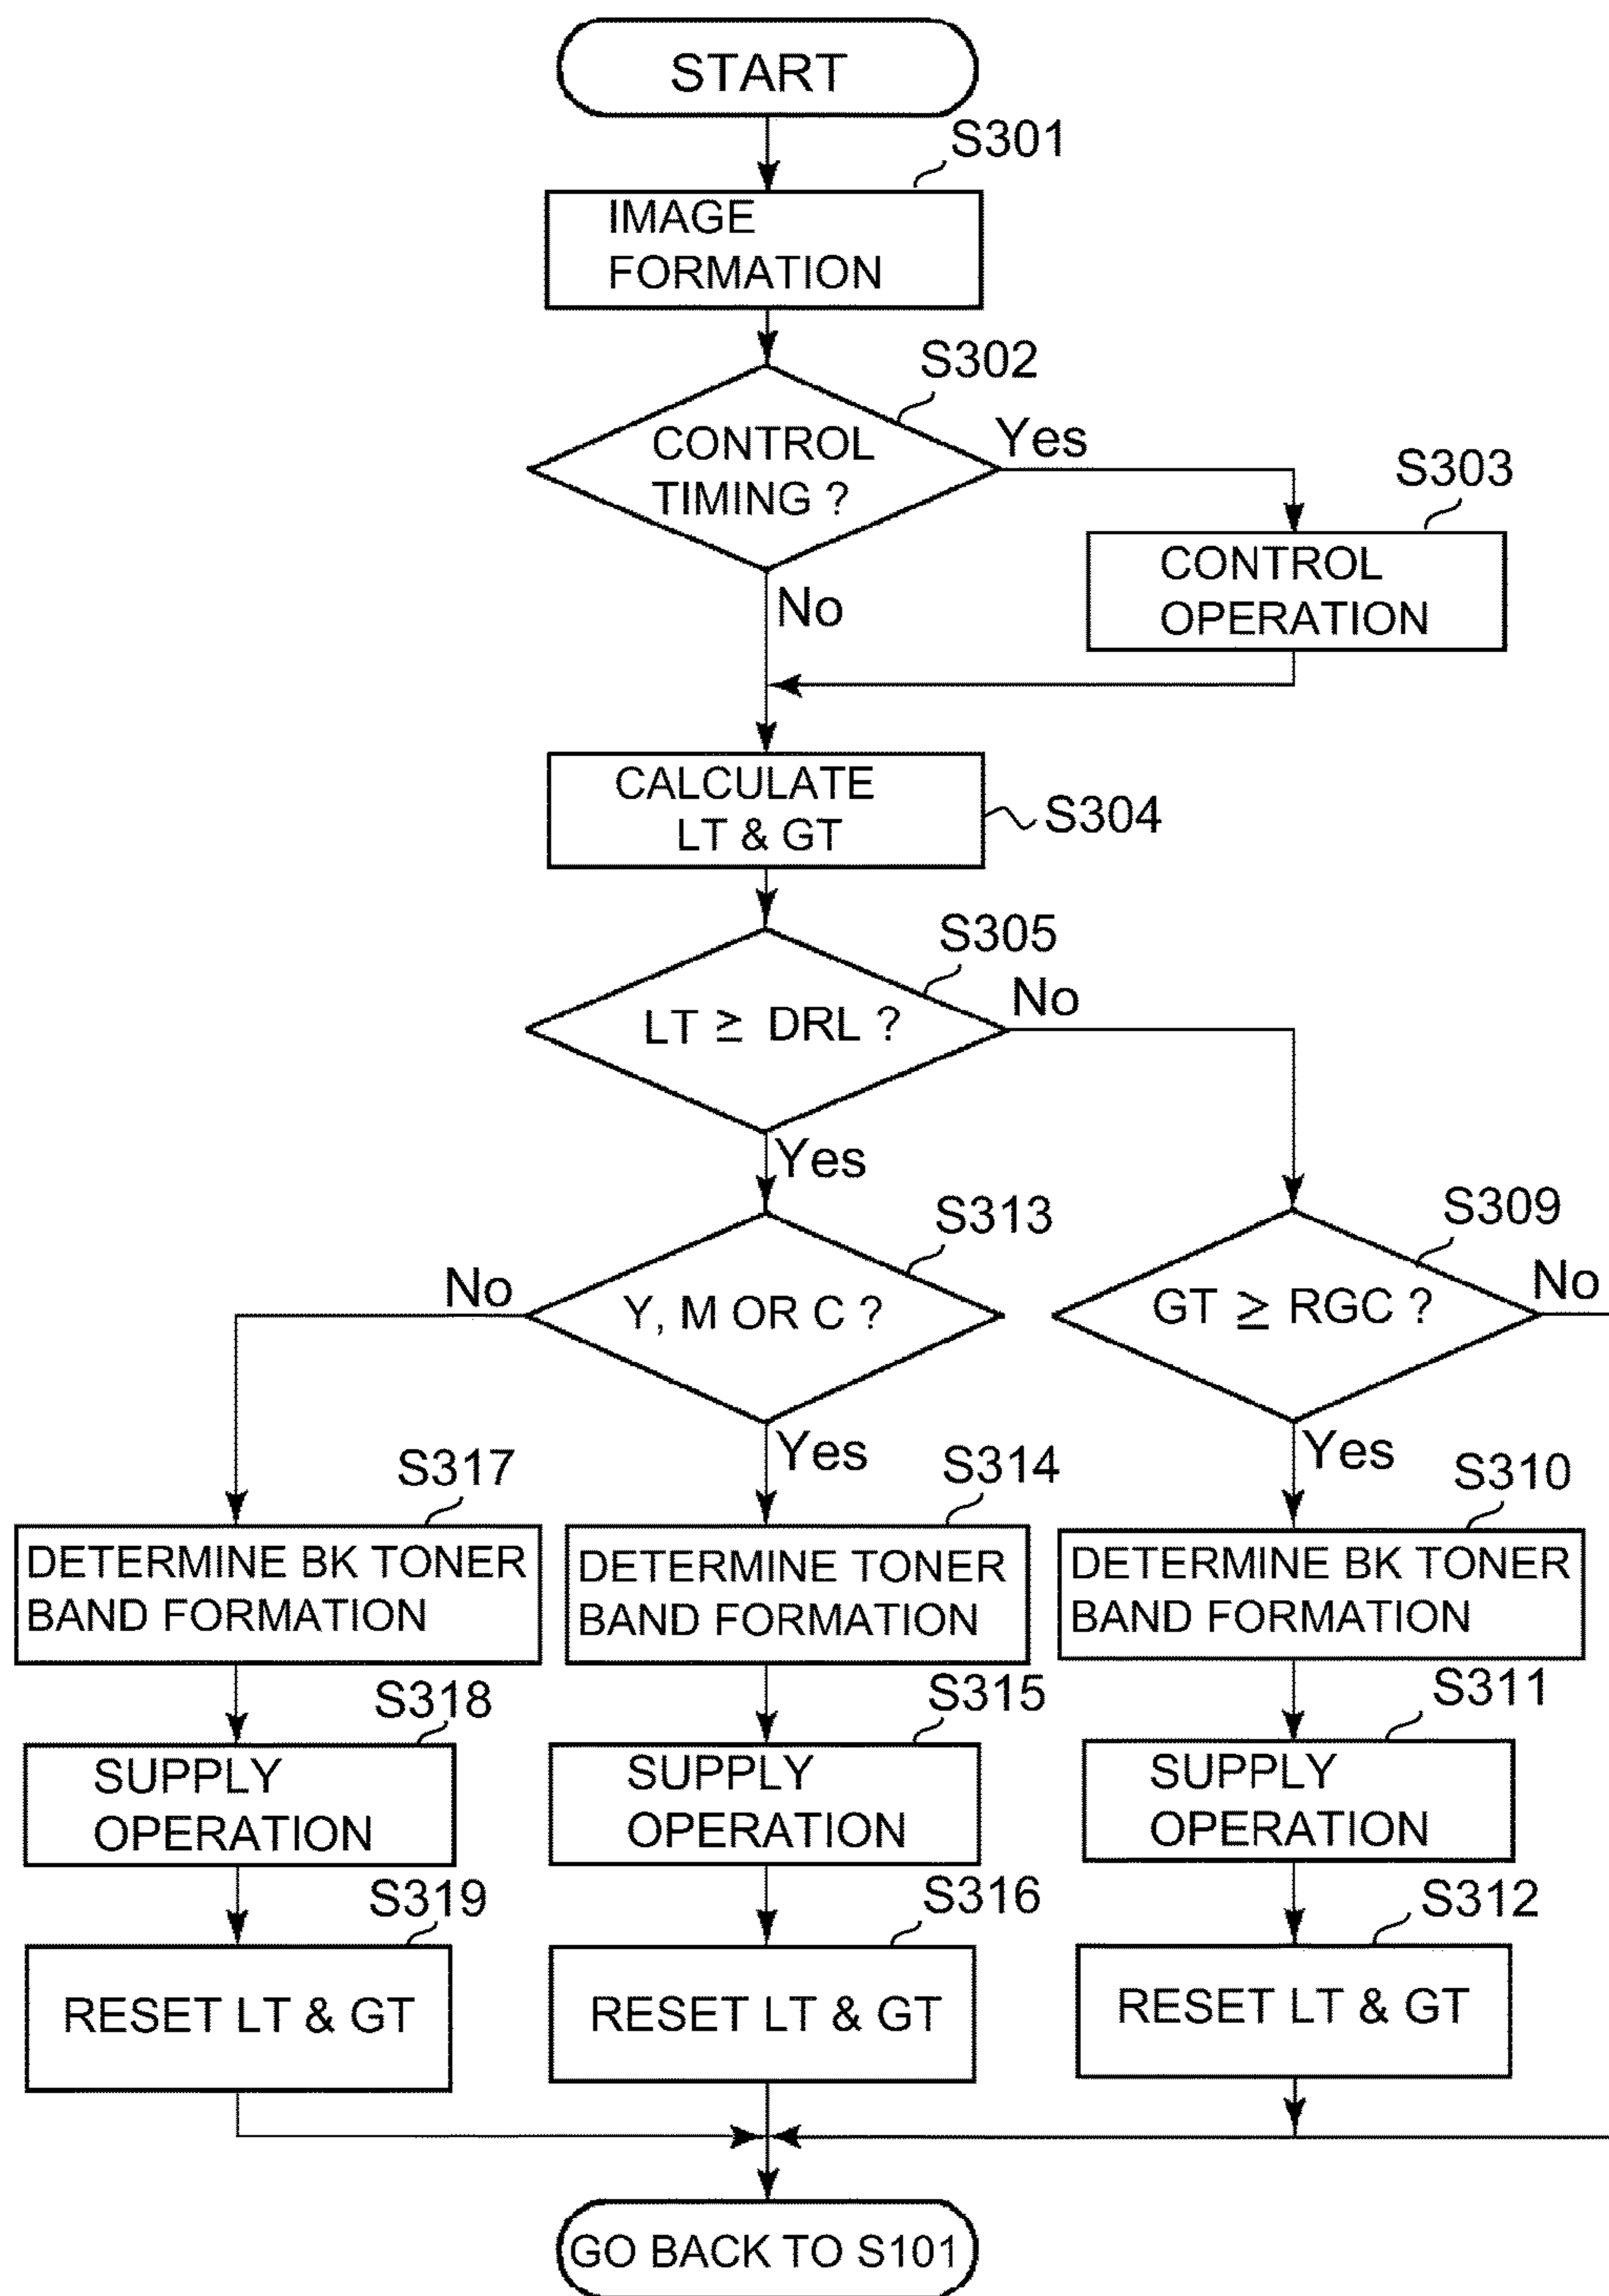 START
S301
IMAGE
FORMATION
S302
CONTROL
TIMING ?
Yes
No
S303
CONTROL
OPERATION
CALCULATE
LT & GT
S304
S305
LT ≥ DRL ?
No
Yes
S313
Y, M OR C ?
No
Yes
S309
GT ≥ RGC ?
No
Yes
S317
DETERMINE BK TONER
BAND FORMATION
S314
DETERMINE TONER
BAND FORMATION
S310
DETERMINE BK TONER
BAND FORMATION
S318
SUPPLY
OPERATION
S315
SUPPLY
OPERATION
S311
SUPPLY
OPERATION
S319
RESET LT & GT
S316
RESET LT & GT
S312
RESET LT & GT
GO BACK TO S101